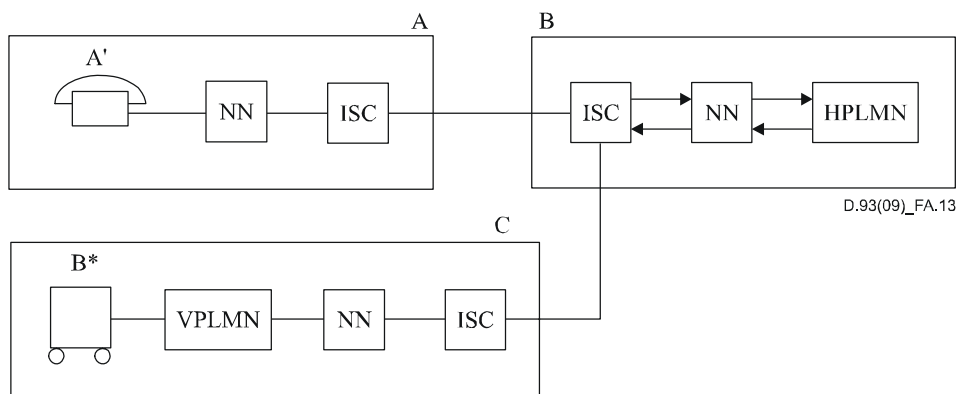 A
B
A'
NN
ISC
ISC
NN
HPLMN
D.93(09)_FA.13
C
B*
VPLMN
NN
ISC